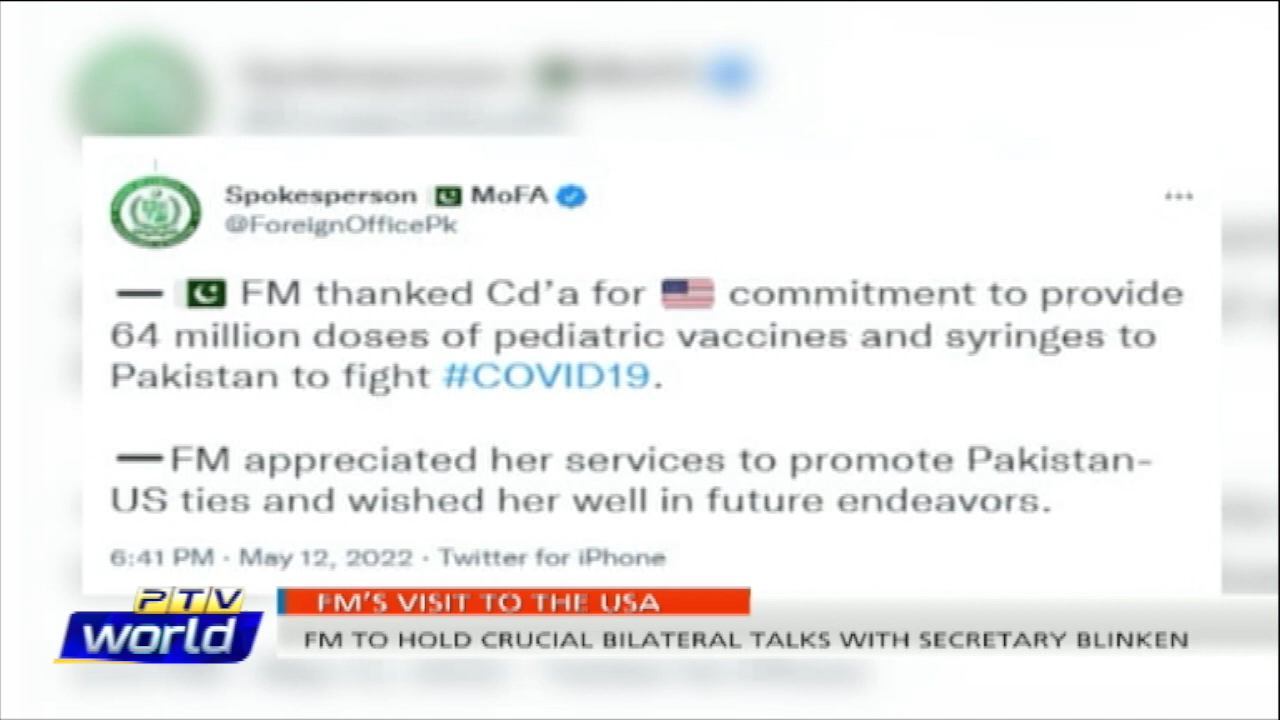 Spokesperson 🇵🇰 MoFA
@ForeignOfficePk
— 🇵🇰 FM thanked Cd'a for 🇺🇸 commitment to provide
64 million doses of pediatric vaccines and syringes to
Pakistan to fight #COVID19.
—FM appreciated her services to promote Pakistan-
US ties and wished her well in future endeavors.
6:41 PM · May 12, 2022 · Twitter for iPhone
PTV
world
FM'S VISIT TO THE USA
FM TO HOLD CRUCIAL BILATERAL TALKS WITH SECRETARY BLINKEN